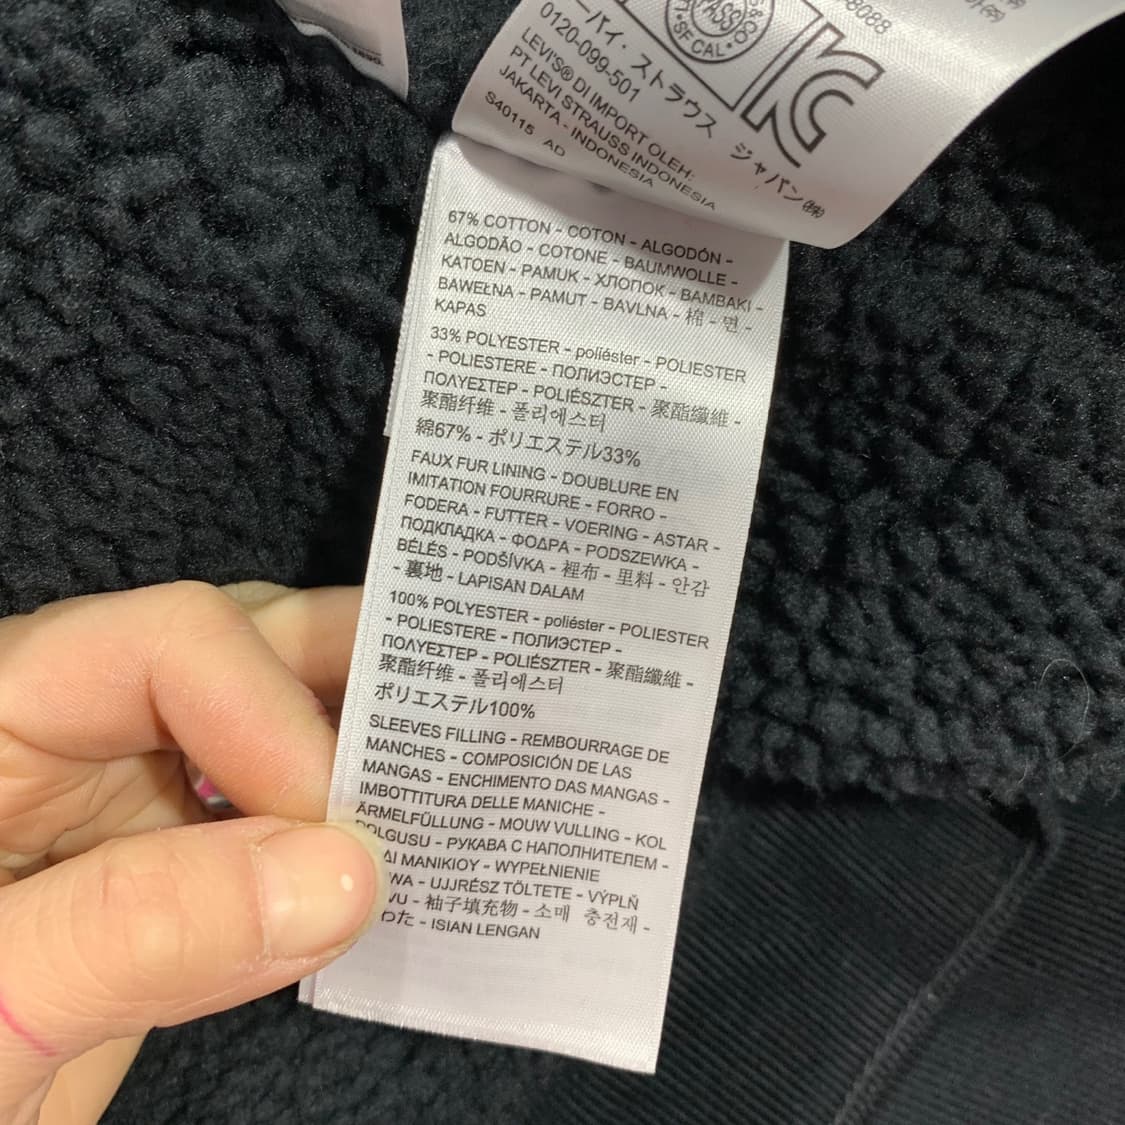 8088
PASSED
SF CAL
バイ・ストラウス ジャパン㈱
0120-099-501
LEVI'S® DI IMPORT OLEH:
PT LEVI STRAUSS INDONESIA
JAKARTA - INDONESIA
S40115 AD
67% COTTON - COTON - ALGODÓN -
ALGODÃO - COTONE - BAUMWOLLE -
KATOEN - PAMUK - ХЛОПОК - BAMBAKI -
BAWEŁNA - PAMUT - BAVLNA - 棉 - 면 -
KAPAS
33% POLYESTER - poliéster - POLIESTER
- POLIESTERE - ПОЛИЭСТЕР -
ΠΟΛΥΕΣΤΕΡ - POLIÉSZTER - 聚酯纖維 -
聚酯纤维 - 폴리에스터
綿67% - ポリエステル33%
FAUX FUR LINING - DOUBLURE EN
IMITATION FOURRURE - FORRO -
FODERA - FUTTER - VOERING - ASTAR -
ПОДКЛАДКА - ΦΟΔΡΑ - PODSZEWKA -
BÉLÉS - PODŠÍVKA - 裡布 - 里料 - 안감
- 裏地 - LAPISAN DALAM
100% POLYESTER - poliéster - POLIESTER
- POLIESTERE - ПОЛИЭСТЕР -
ΠΟΛΥΕΣΤΕΡ - POLIÉSZTER - 聚酯纖維 -
聚酯纤维 - 폴리에스터
ポリエステル100%
SLEEVES FILLING - REMBOURRAGE DE
MANCHES - COMPOSICIÓN DE LAS
MANGAS - ENCHIMENTO DAS MANGAS -
IMBOTTITURA DELLE MANICHE -
ÄRMELFÜLLUNG - MOUW VULLING - KOL
DOLGUSU - РУКАВА С НАПОЛНИТЕЛЕМ -
MANIKIOY - WYPEŁNIENIE
- UJJRÉSZ TÖLTETE - VÝPLŇ
- 袖子填充物 - 소매 충전재 -
わた - ISIAN LENGAN